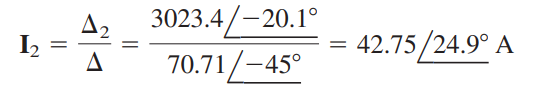 I₂ = Δ₂/Δ = 3023.4/−20.1° / 70.71/−45° = 42.75/24.9° A